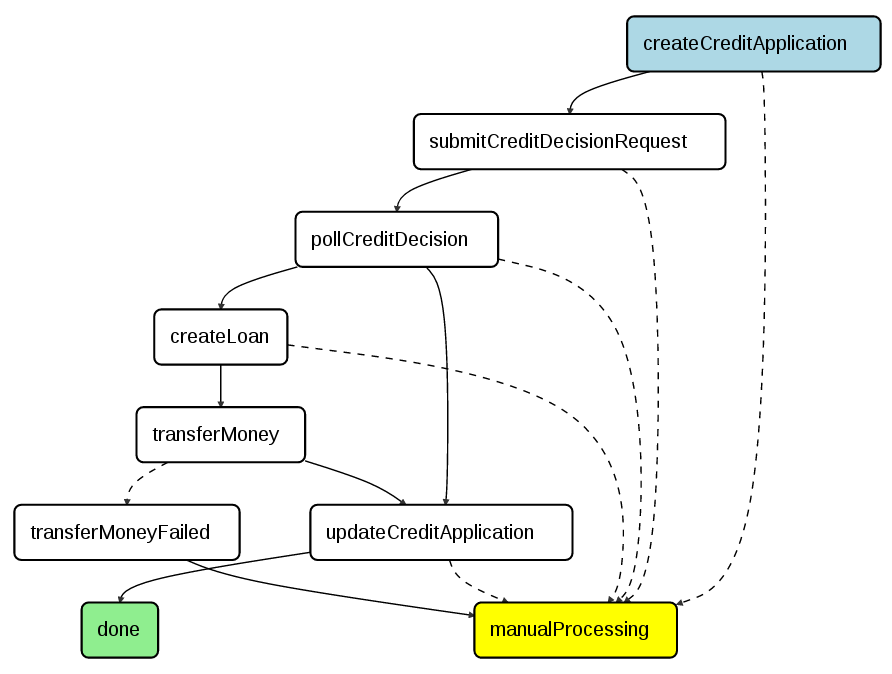 createCreditApplication
submitCreditDecisionRequest
pollCreditDecision
createLoan
transferMoney
transferMoneyFailed
updateCreditApplication
done
manualProcessing